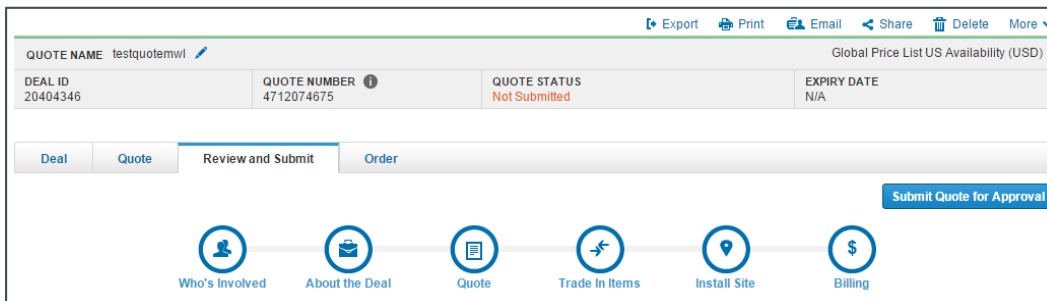 Export Print Email Share Delete More
QUOTE NAME testquotemwl Global Price List US Availability (USD)
DEAL ID QUOTE NUMBER QUOTE STATUS EXPIRY DATE
20404346 4712074675 Not Submitted N/A
Deal Quote Review and Submit Order
Submit Quote for Approval
Who's Involved About the Deal Quote Trade In Items Install Site Billing